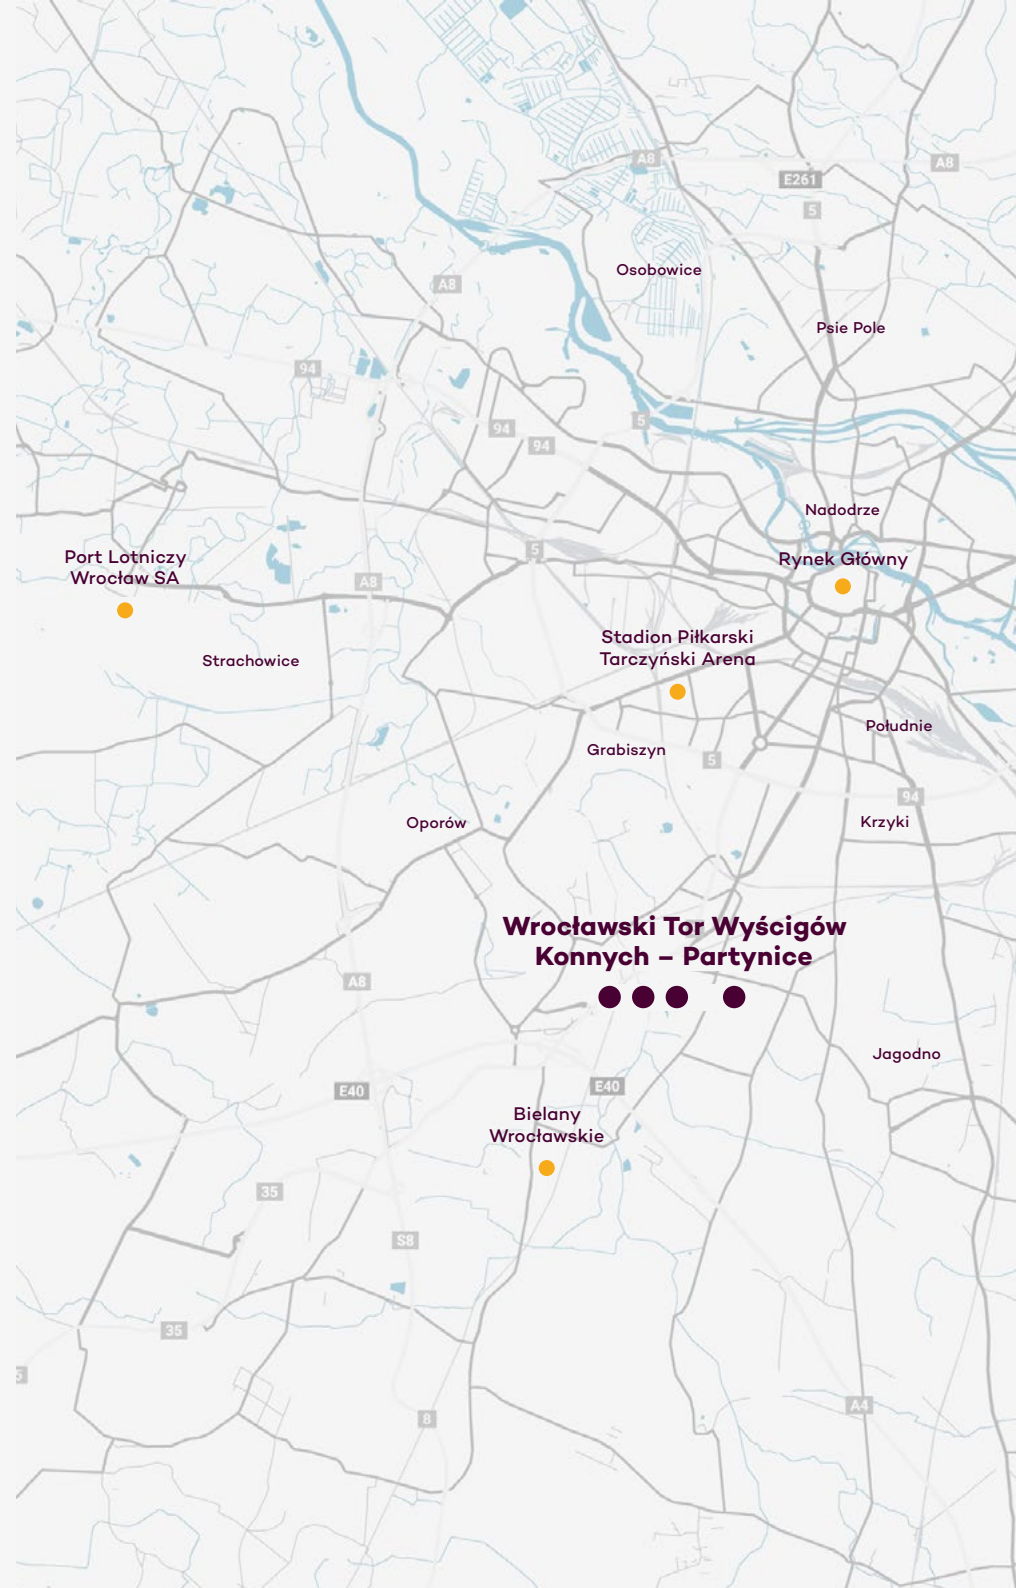 A8
A8
E261
5
Osobowice
A8
Psie Pole
94
5
94
94
Nadodrze
5
Port Lotniczy
Wrocław SA
Rynek Główny
A8
Stadion Piłkarski
Tarczyński Arena
Strachowice
Południe
Grabiszyn
5
94
Oporów
Krzyki
Wrocławski Tor Wyścigów
Konnych – Partynice
A8
Jagodno
E40
E40
Bielany
Wrocławskie
35
S8
35
5
A4
8